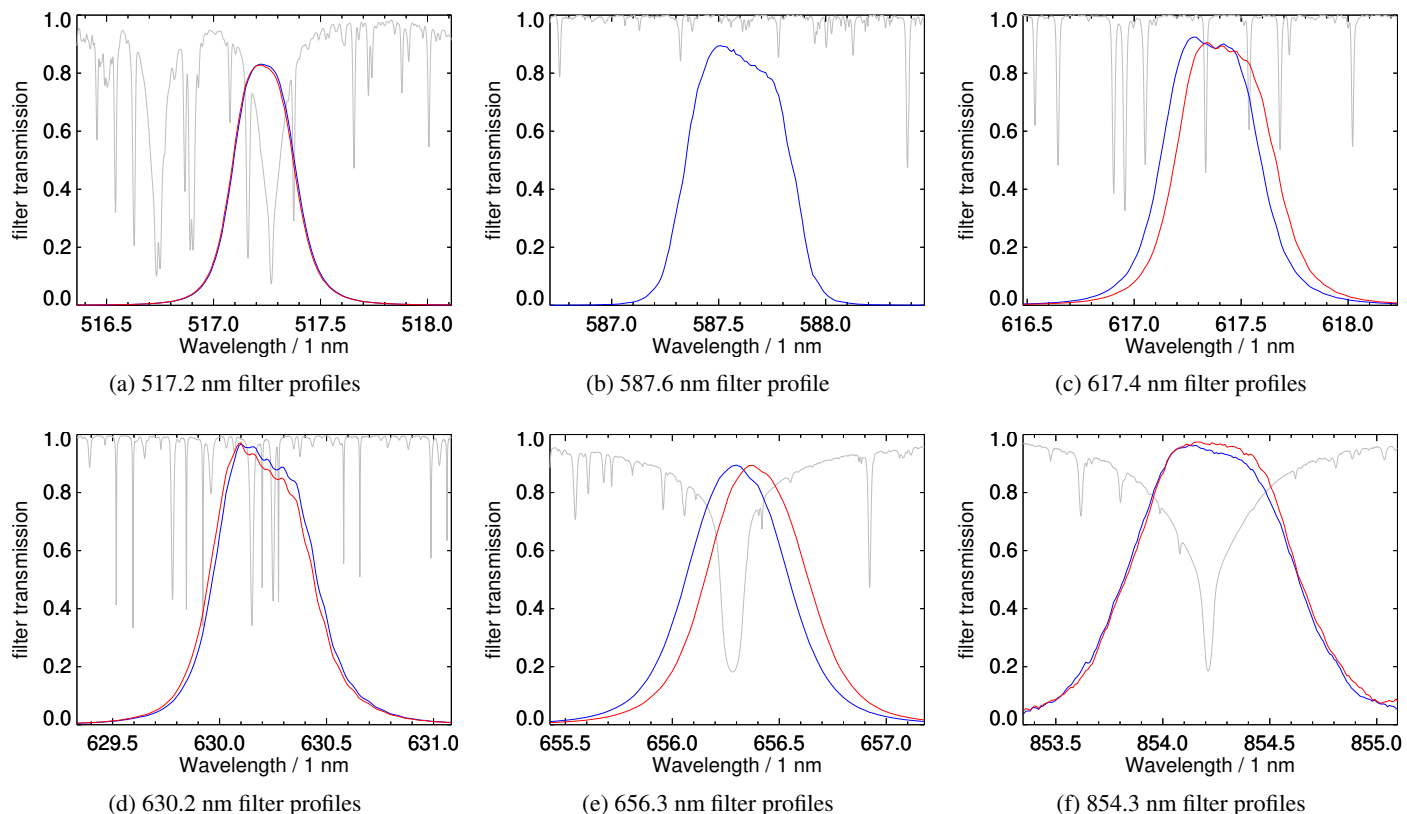 filter transmission
1.0
0.8
0.6
0.4
0.2
0.0
516.5 517.0 517.5 518.0
Wavelength / 1 nm
(a) 517.2 nm filter profiles
filter transmission
1.0
0.8
0.6
0.4
0.2
0.0
587.0 587.5 588.0
Wavelength / 1 nm
(b) 587.6 nm filter profile
filter transmission
1.0
0.8
0.6
0.4
0.2
0.0
616.5 617.0 617.5 618.0
Wavelength / 1 nm
(c) 617.4 nm filter profiles
filter transmission
1.0
0.8
0.6
0.4
0.2
0.0
629.5 630.0 630.5 631.0
Wavelength / 1 nm
(d) 630.2 nm filter profiles
filter transmission
1.0
0.8
0.6
0.4
0.2
0.0
655.5 656.0 656.5 657.0
Wavelength / 1 nm
(e) 656.3 nm filter profiles
filter transmission
1.0
0.8
0.6
0.4
0.2
0.0
853.5 854.0 854.5 855.0
Wavelength / 1 nm
(f) 854.3 nm filter profiles